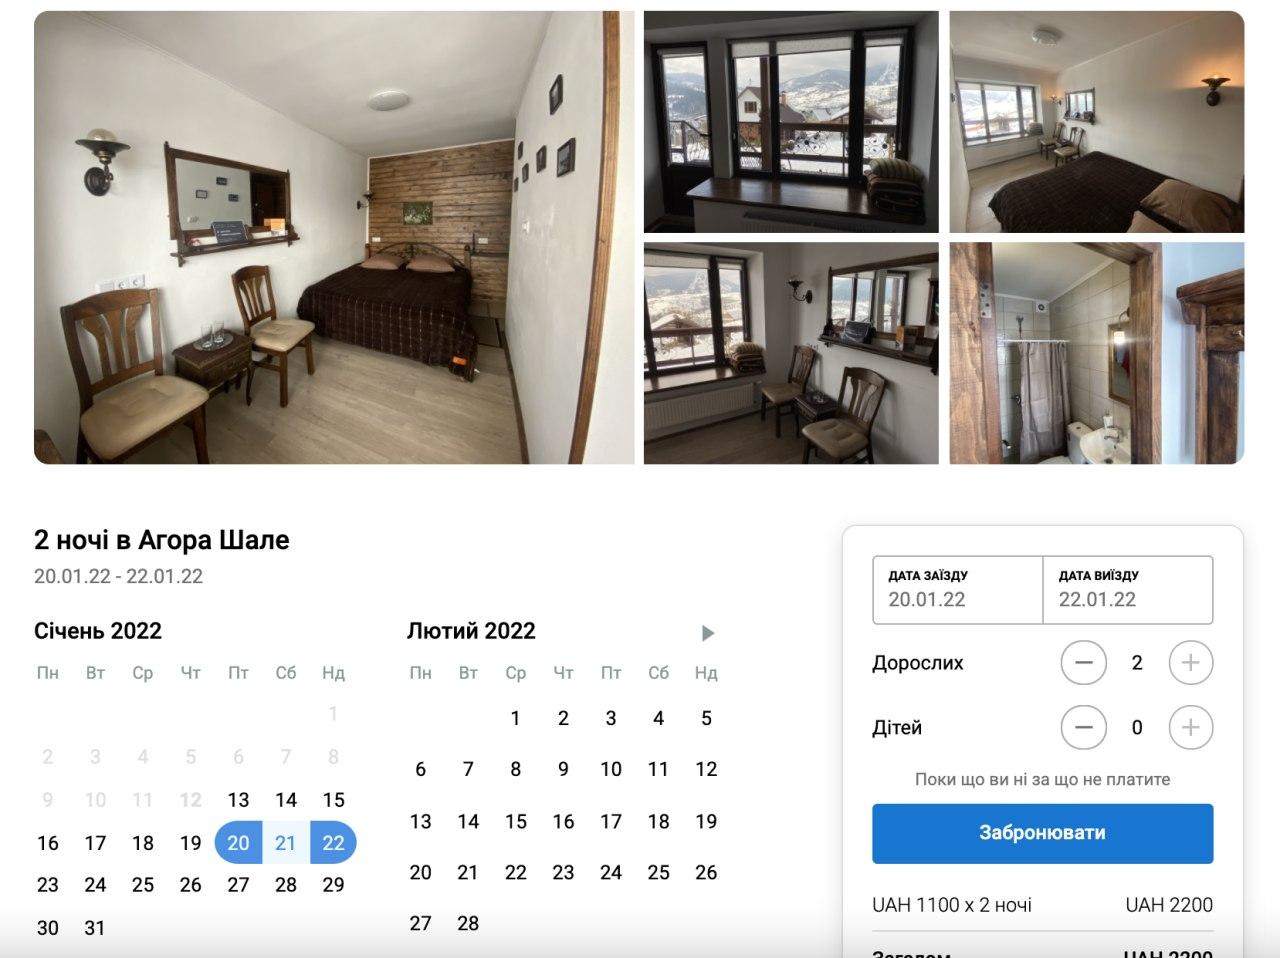 2 ночі в Агора Шале
20.01.22 - 22.01.22
Січень 2022
Пн Вт Ср Чт Пт Сб Нд
1
2 3 4 5 6 7 8
9 10 11 12 13 14 15
16 17 18 19 20 21 22
23 24 25 26 27 28 29
30 31
Лютий 2022
Пн Вт Ср Чт Пт Сб Нд
1 2 3 4 5
6 7 8 9 10 11 12
13 14 15 16 17 18 19
20 21 22 23 24 25 26
27 28
ДАТА ЗАЇЗДУ
20.01.22
ДАТА ВИЇЗДУ
22.01.22
Дорослих 2
Дітей 0
Поки що ви ні за що не платите
Забронювати
UAH 1100 x 2 ночі UAH 2200
Загалом UAH 2200